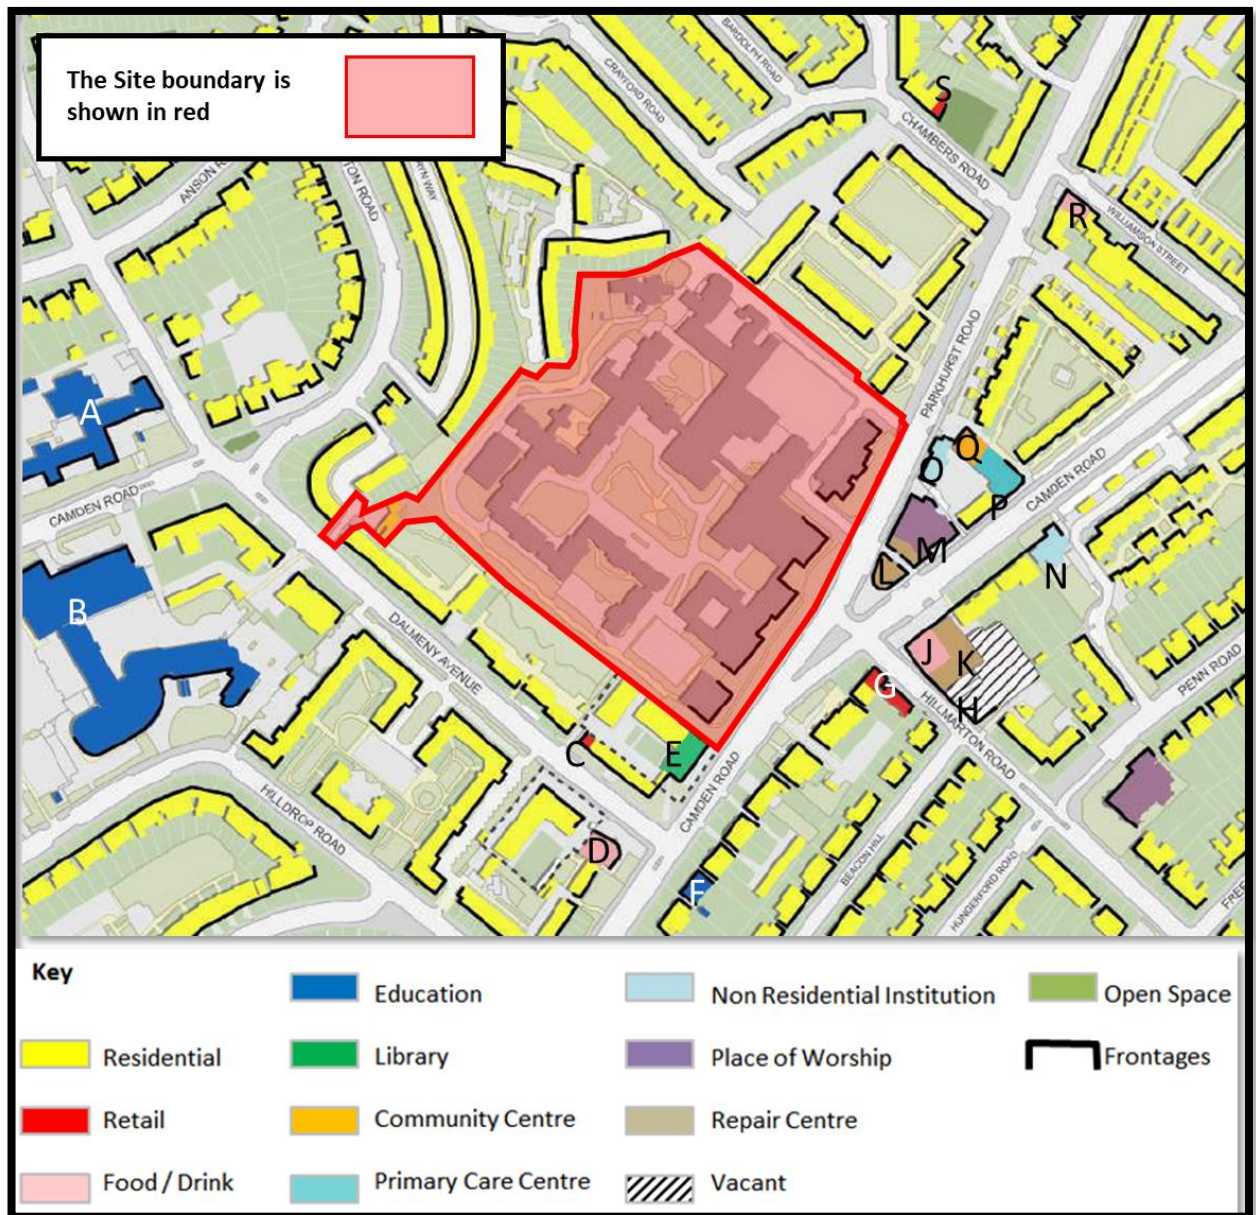 The Site boundary is
shown in red
BARDOLPH ROAD
CRAYFORD ROAD
S
CHAMBERS ROAD
ANSON R
TON ROAD
YN WAY
R
WILLIAMSON STREET
PARKHURST ROAD
A
Q
O
CAMDEN ROAD
P
CAMDEN ROAD
M
L
N
B
DALMENY AVENUE
J
K
PENN ROAD
G
H
HILLMARTON ROAD
C
E
CAMDEN ROAD
HILLDROP ROAD
D
BEACON HILL
F
HUNGERFORD ROAD
FREE
Key
Education
Non Residential Institution
Open Space
Residential
Library
Place of Worship
Frontages
Retail
Community Centre
Repair Centre
Food / Drink
Primary Care Centre
Vacant